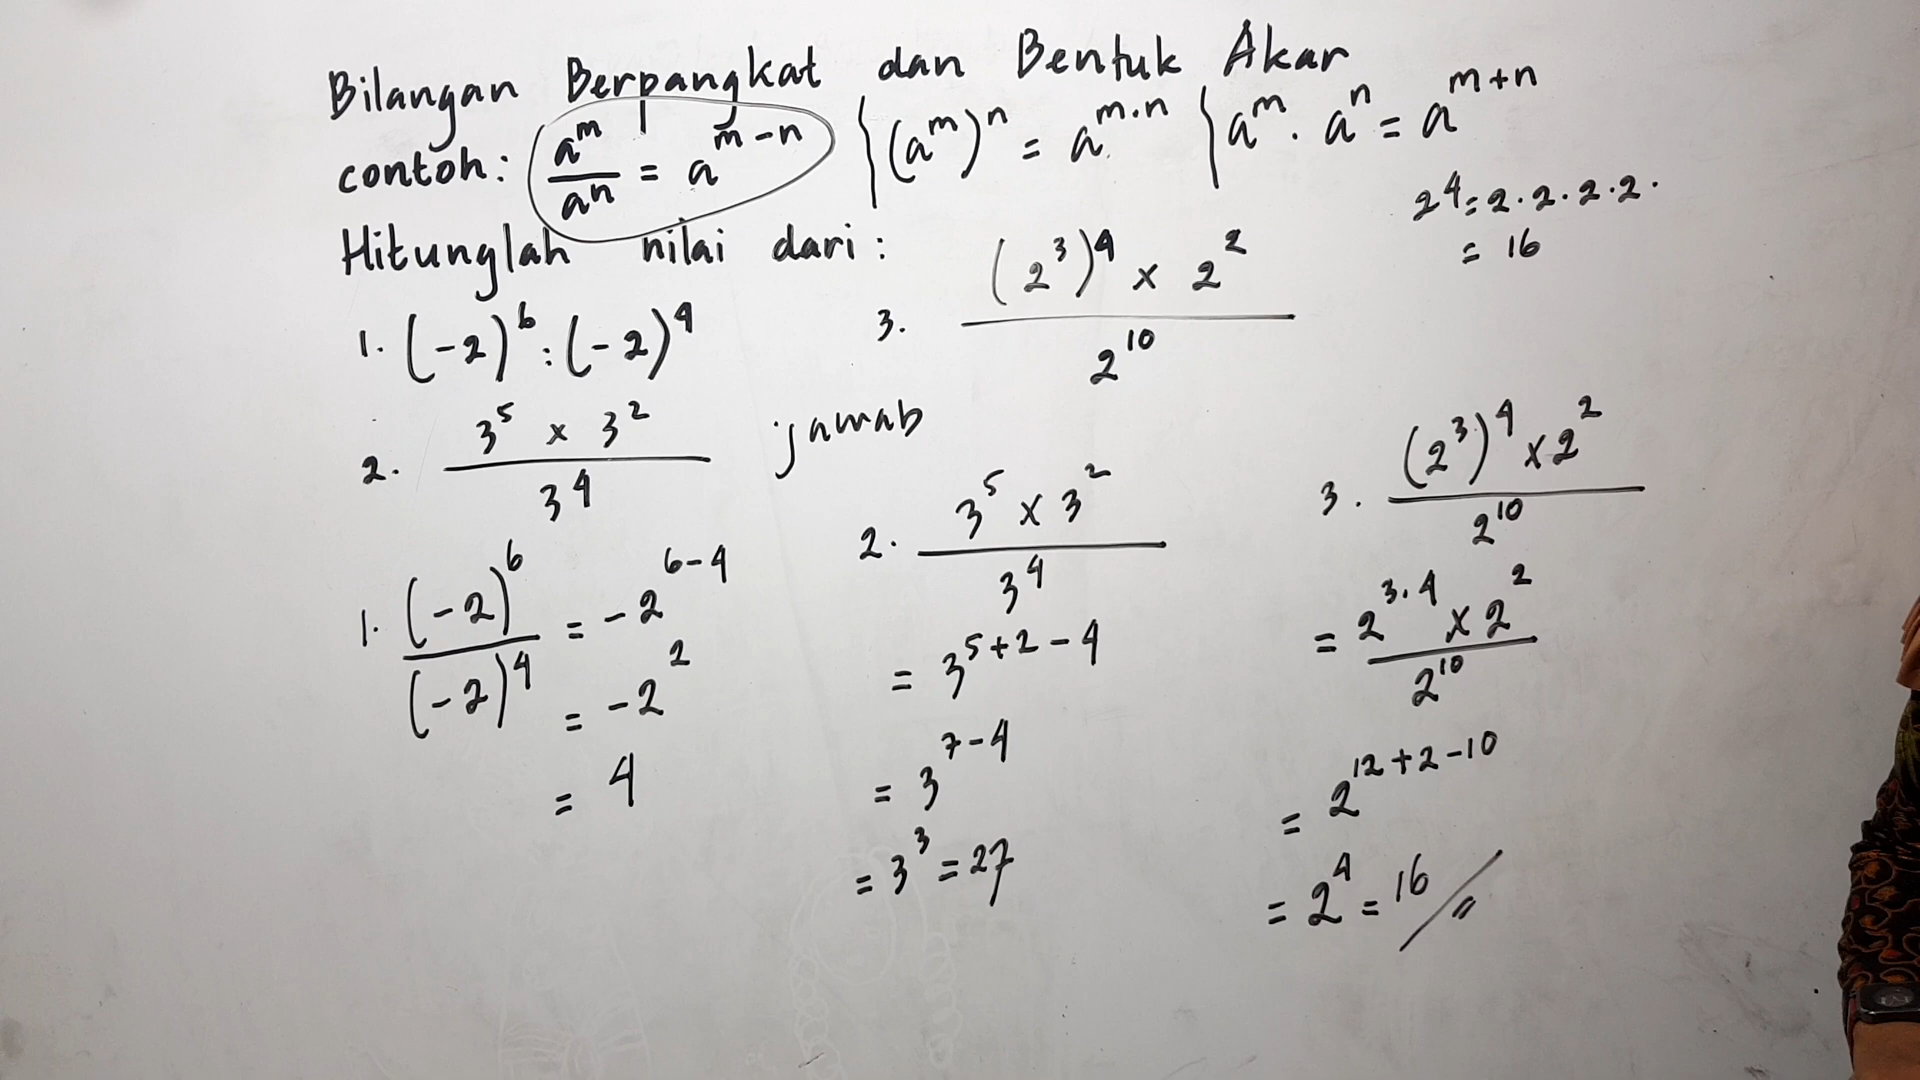 Bilangan Berpangkat dan Bentuk Akar
contoh: a^m / a^n = a^(m-n) { (a^m)^n = a^(m·n) { a^m · a^n = a^(m+n)
2^4 = 2·2·2·2·
= 16
Hitunglah nilai dari:
1. (-2)^6 : (-2)^4
2. (3^5 x 3^2) / 3^4
3. ((2^3)^4 x 2^2) / 2^10
jawab
1. (-2)^6 / (-2)^4 = -2^(6-4)
= -2^2
= 4
2. (3^5 x 3^2) / 3^4
= 3^(5+2-4)
= 3^(7-4)
= 3^3 = 27
3. ((2^3)^4 x 2^2) / 2^10
= (2^(3·4) x 2^2) / 2^10
= 2^(12+2-10)
= 2^4 = 16 //